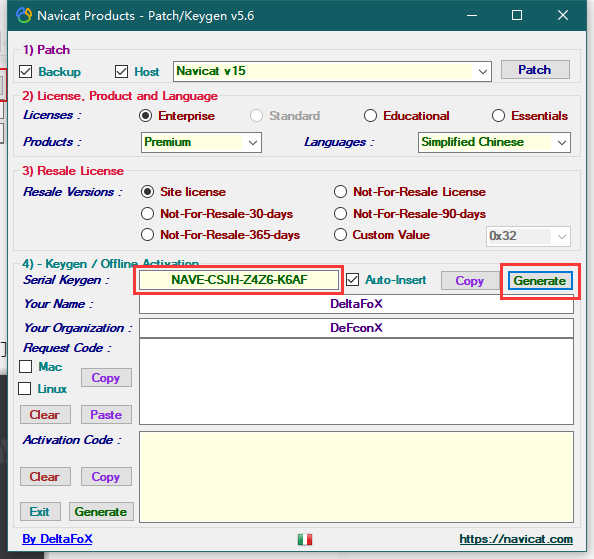 Navicat Products - Patch/Keygen v5.6
1) Patch
Backup Host Navicat v15 Patch
2) License, Product and Language
Licenses : Enterprise Standard Educational Essentials
Products : Premium Languages : Simplified Chinese
3) Resale License
Resale Versions : Site license Not-For-Resale License
Not-For-Resale-30-days Not-For-Resale-90-days
Not-For-Resale-365-days Custom Value 0x32
4) - Keygen / Offline Activation
Serial Keygen : NAVE-CSJH-Z4Z6-K6AF Auto-Insert Copy Generate
Your Name : DeltaFoX
Your Organization : DeFconX
Request Code :
Mac
Copy
Linux
Clear Paste
Activation Code :
Clear Copy
Exit Generate
By DeltaFoX https://navicat.com